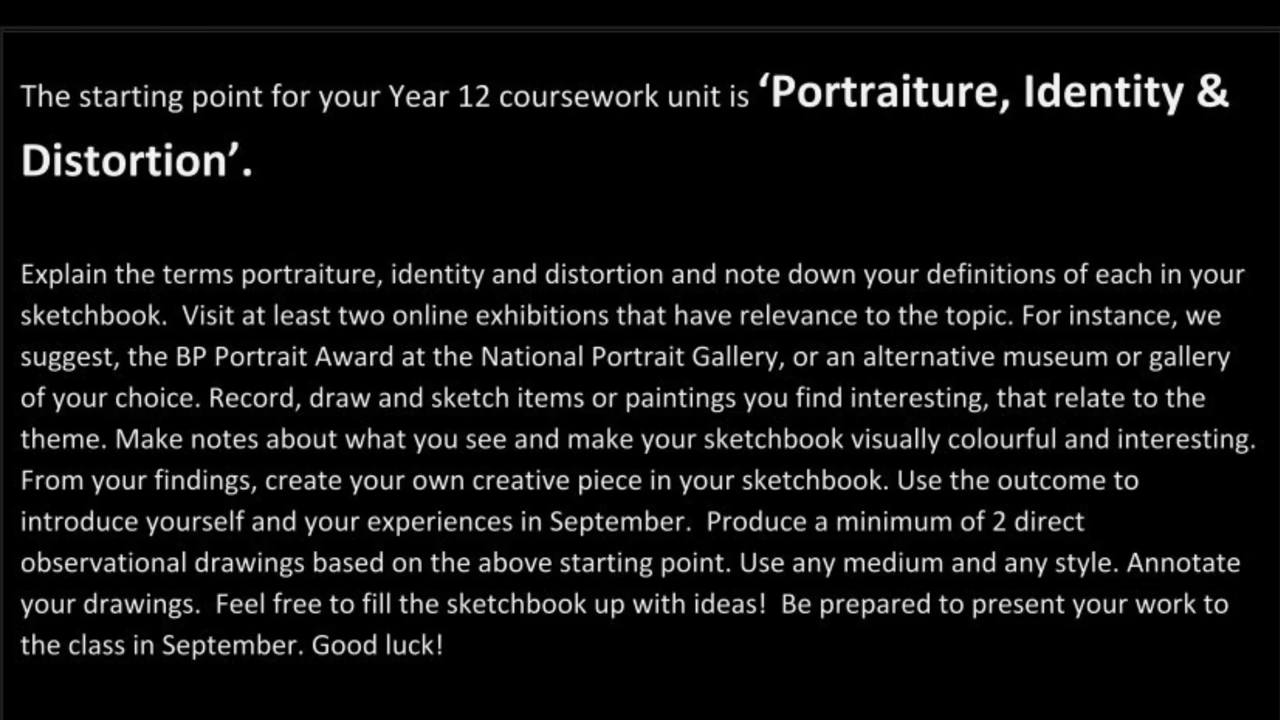 The starting point for your Year 12 coursework unit is ‘Portraiture, Identity &
Distortion’.
Explain the terms portraiture, identity and distortion and note down your definitions of each in your
sketchbook.  Visit at least two online exhibitions that have relevance to the topic. For instance, we
suggest, the BP Portrait Award at the National Portrait Gallery, or an alternative museum or gallery
of your choice. Record, draw and sketch items or paintings you find interesting, that relate to the
theme. Make notes about what you see and make your sketchbook visually colourful and interesting.
From your findings, create your own creative piece in your sketchbook. Use the outcome to
introduce yourself and your experiences in September.  Produce a minimum of 2 direct
observational drawings based on the above starting point. Use any medium and any style. Annotate
your drawings.  Feel free to fill the sketchbook up with ideas!  Be prepared to present your work to
the class in September. Good luck!